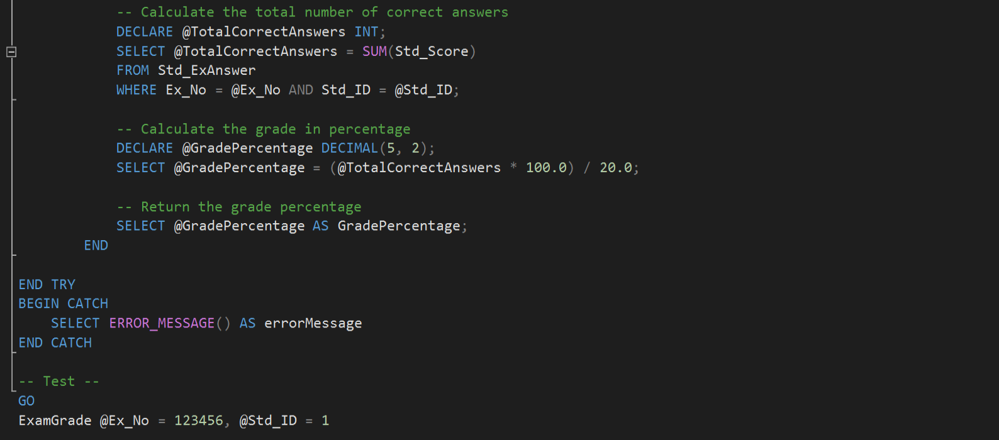 -- Calculate the total number of correct answers
DECLARE @TotalCorrectAnswers INT;
SELECT @TotalCorrectAnswers = SUM(Std_Score)
FROM Std_ExAnswer
WHERE Ex_No = @Ex_No AND Std_ID = @Std_ID;
-- Calculate the grade in percentage
DECLARE @GradePercentage DECIMAL(5, 2);
SELECT @GradePercentage = (@TotalCorrectAnswers * 100.0) / 20.0;
-- Return the grade percentage
SELECT @GradePercentage AS GradePercentage;
END
END TRY
BEGIN CATCH
SELECT ERROR_MESSAGE() AS errorMessage
END CATCH
-- Test --
GO
ExamGrade @Ex_No = 123456, @Std_ID = 1